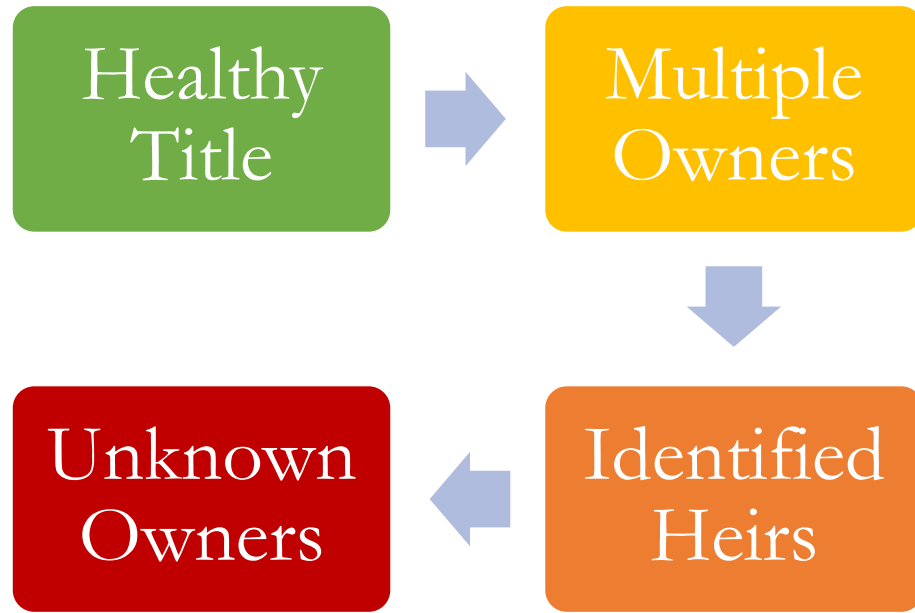 Healthy
Title
Multiple
Owners
Identified
Heirs
Unknown
Owners